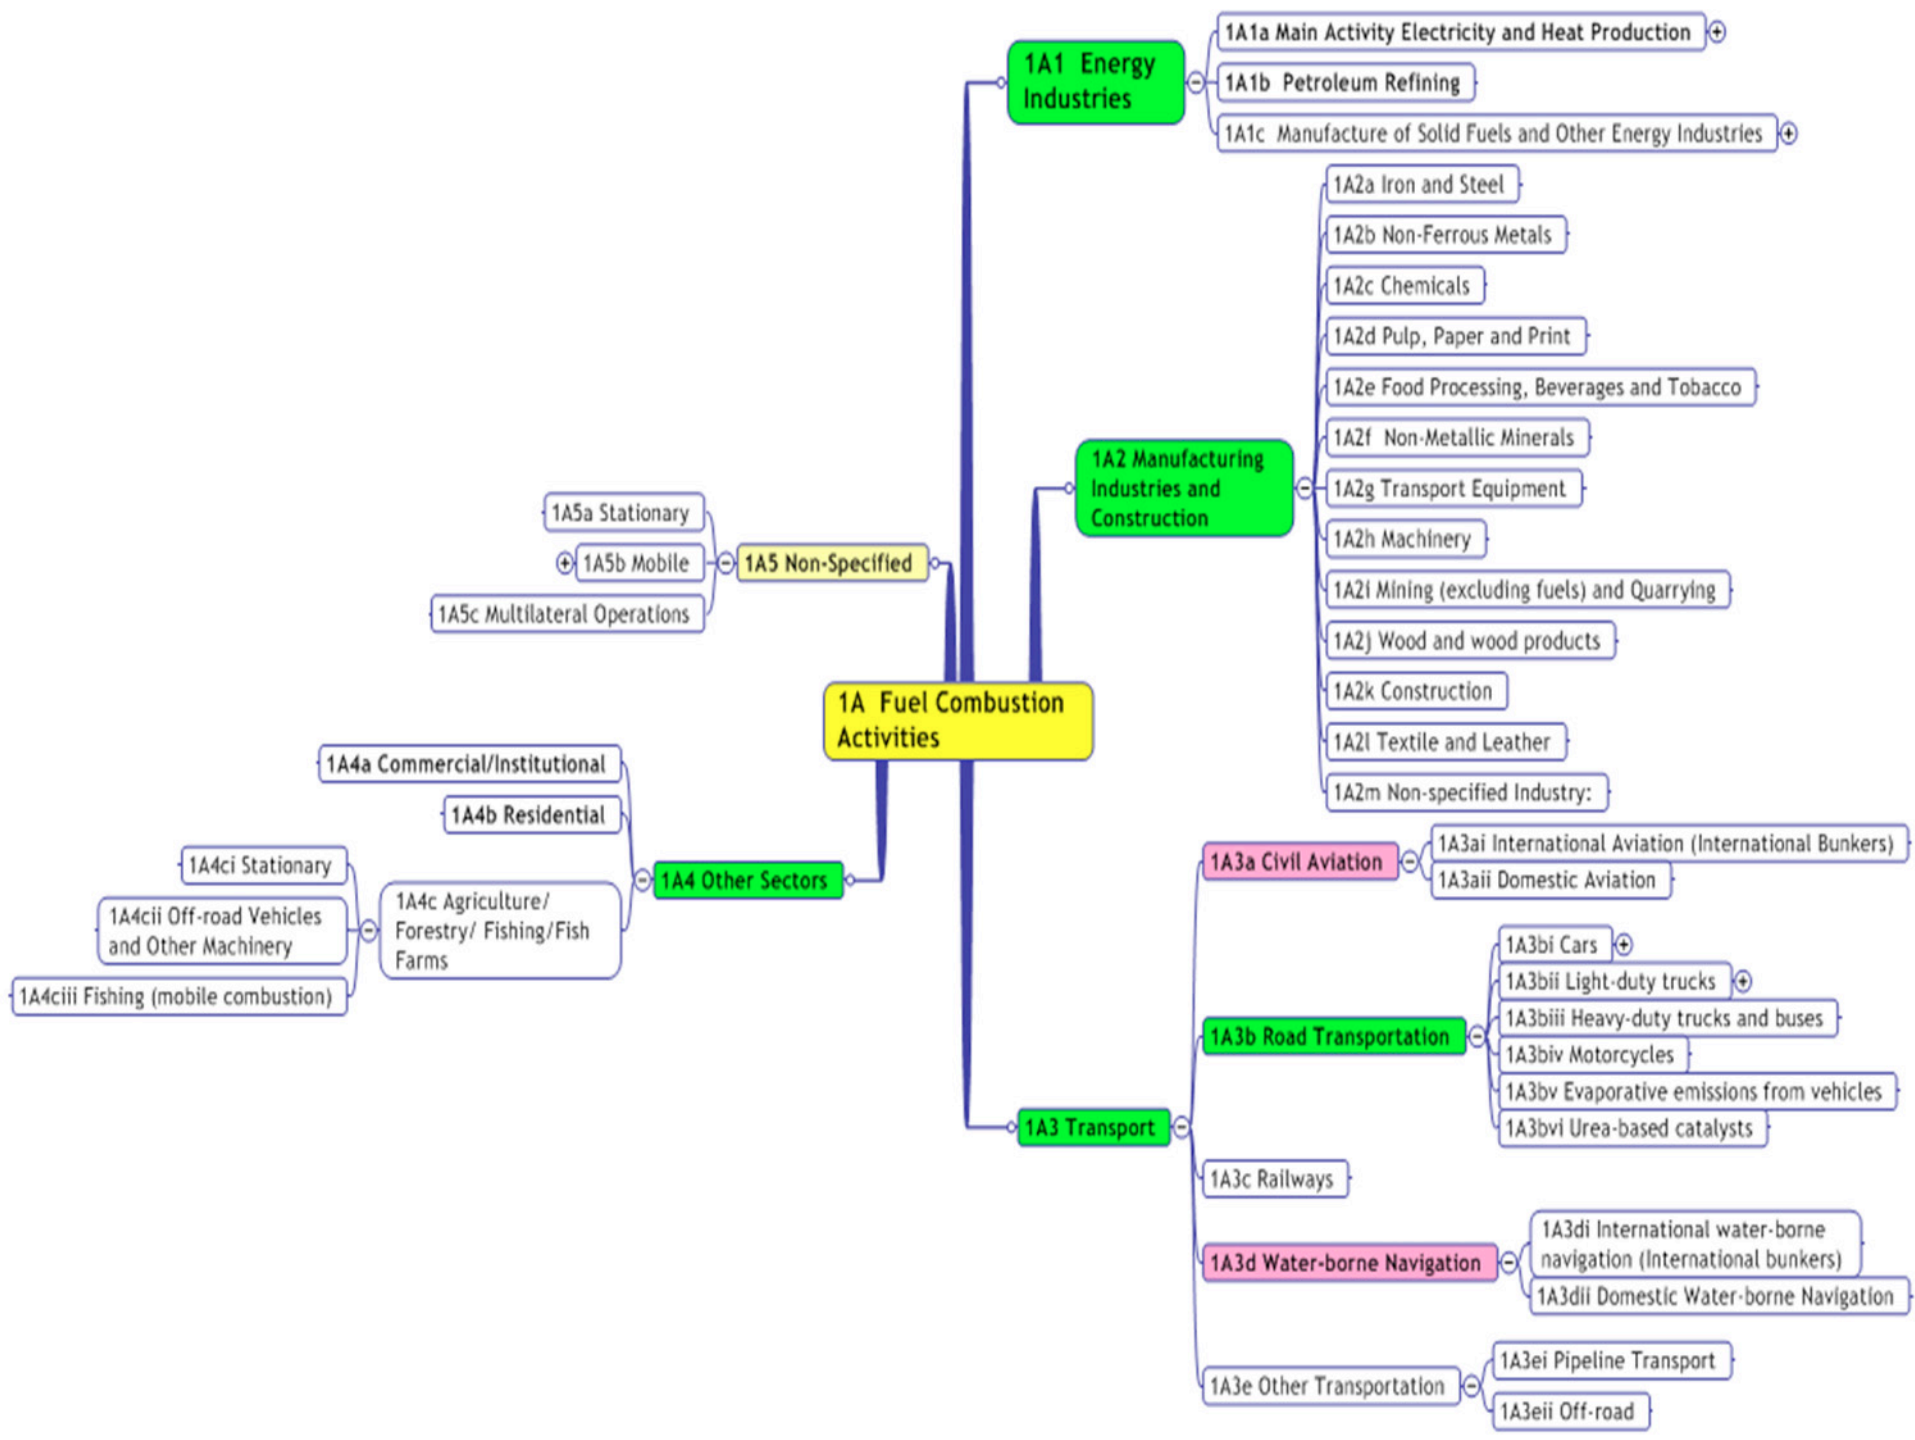 1A  Fuel Combustion
Activities
1A1  Energy
Industries
1A1a Main Activity Electricity and Heat Production
1A1b  Petroleum Refining
1A1c  Manufacture of Solid Fuels and Other Energy Industries
1A2 Manufacturing
Industries and
Construction
1A2a Iron and Steel
1A2b Non-Ferrous Metals
1A2c Chemicals
1A2d Pulp, Paper and Print
1A2e Food Processing, Beverages and Tobacco
1A2f  Non-Metallic Minerals
1A2g Transport Equipment
1A2h Machinery
1A2i Mining (excluding fuels) and Quarrying
1A2j Wood and wood products
1A2k Construction
1A2l Textile and Leather
1A2m Non-specified Industry:
1A3 Transport
1A3a Civil Aviation
1A3ai International Aviation (International Bunkers)
1A3aii Domestic Aviation
1A3b Road Transportation
1A3bi Cars
1A3bii Light-duty trucks
1A3biii Heavy-duty trucks and buses
1A3biv Motorcycles
1A3bv Evaporative emissions from vehicles
1A3bvi Urea-based catalysts
1A3c Railways
1A3d Water-borne Navigation
1A3di International water-borne
navigation (International bunkers)
1A3dii Domestic Water-borne Navigation
1A3e Other Transportation
1A3ei Pipeline Transport
1A3eii Off-road
1A4 Other Sectors
1A4a Commercial/Institutional
1A4b Residential
1A4c Agriculture/
Forestry/ Fishing/Fish
Farms
1A4ci Stationary
1A4cii Off-road Vehicles
and Other Machinery
1A4ciii Fishing (mobile combustion)
1A5 Non-Specified
1A5a Stationary
1A5b Mobile
1A5c Multilateral Operations